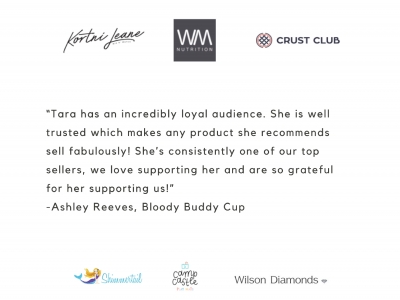 Kortni Jeane
WM
NUTRITION
CRUST CLUB
"Tara has an incredibly loyal audience. She is well
trusted which makes any product she recommends
sell fabulously! She's consistently one of our top
sellers, we love supporting her and are so grateful
for her supporting us!"
-Ashley Reeves, Bloody Buddy Cup
Shimmertail
camp
castle
Wilson Diamonds